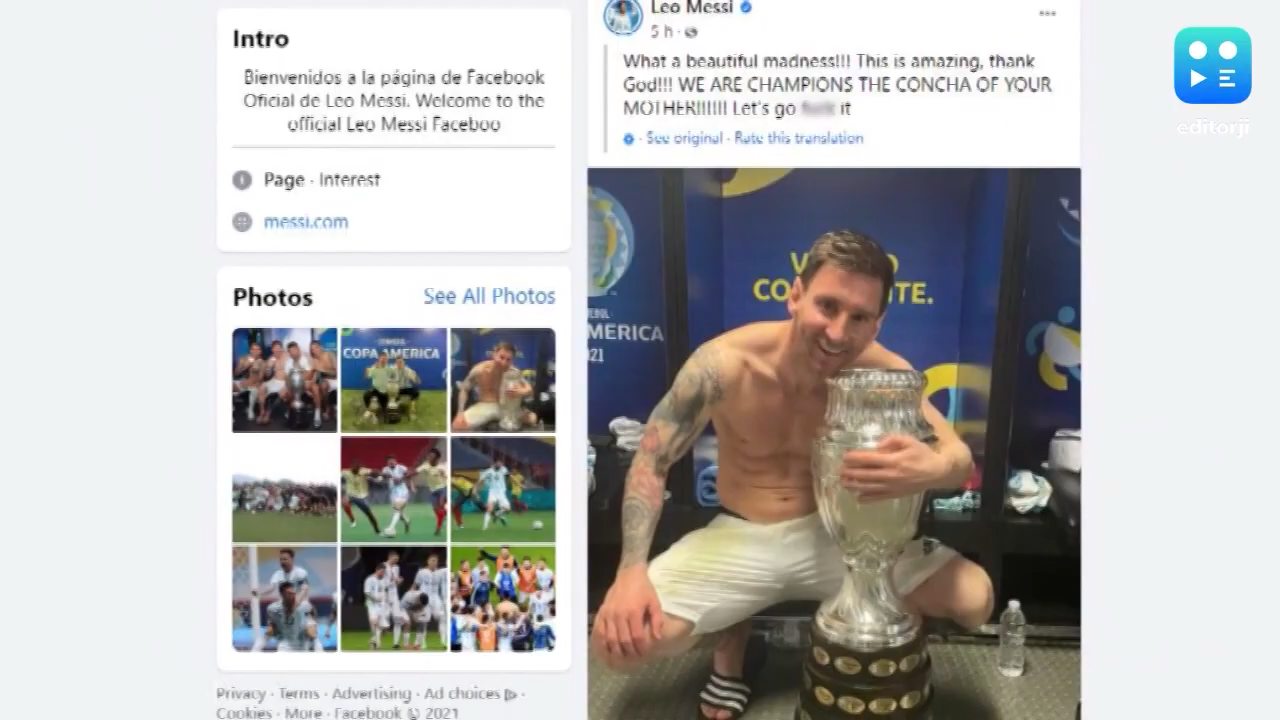 Intro
Bienvenidos a la página de Facebook
Oficial de Leo Messi. Welcome to the
official Leo Messi Faceboo
Page · Interest
messi.com
Photos
See All Photos
COPA AMERICA
Privacy · Terms · Advertising · Ad choices ·
Cookies · More · Facebook © 2021
Leo Messi
5 h ·
What a beautiful madness!!! This is amazing, thank
God!!! WE ARE CHAMPIONS THE CONCHA OF YOUR
MOTHER!!!!!!! Let's go it
· See original · Rate this translation
MERICA
021
editorji